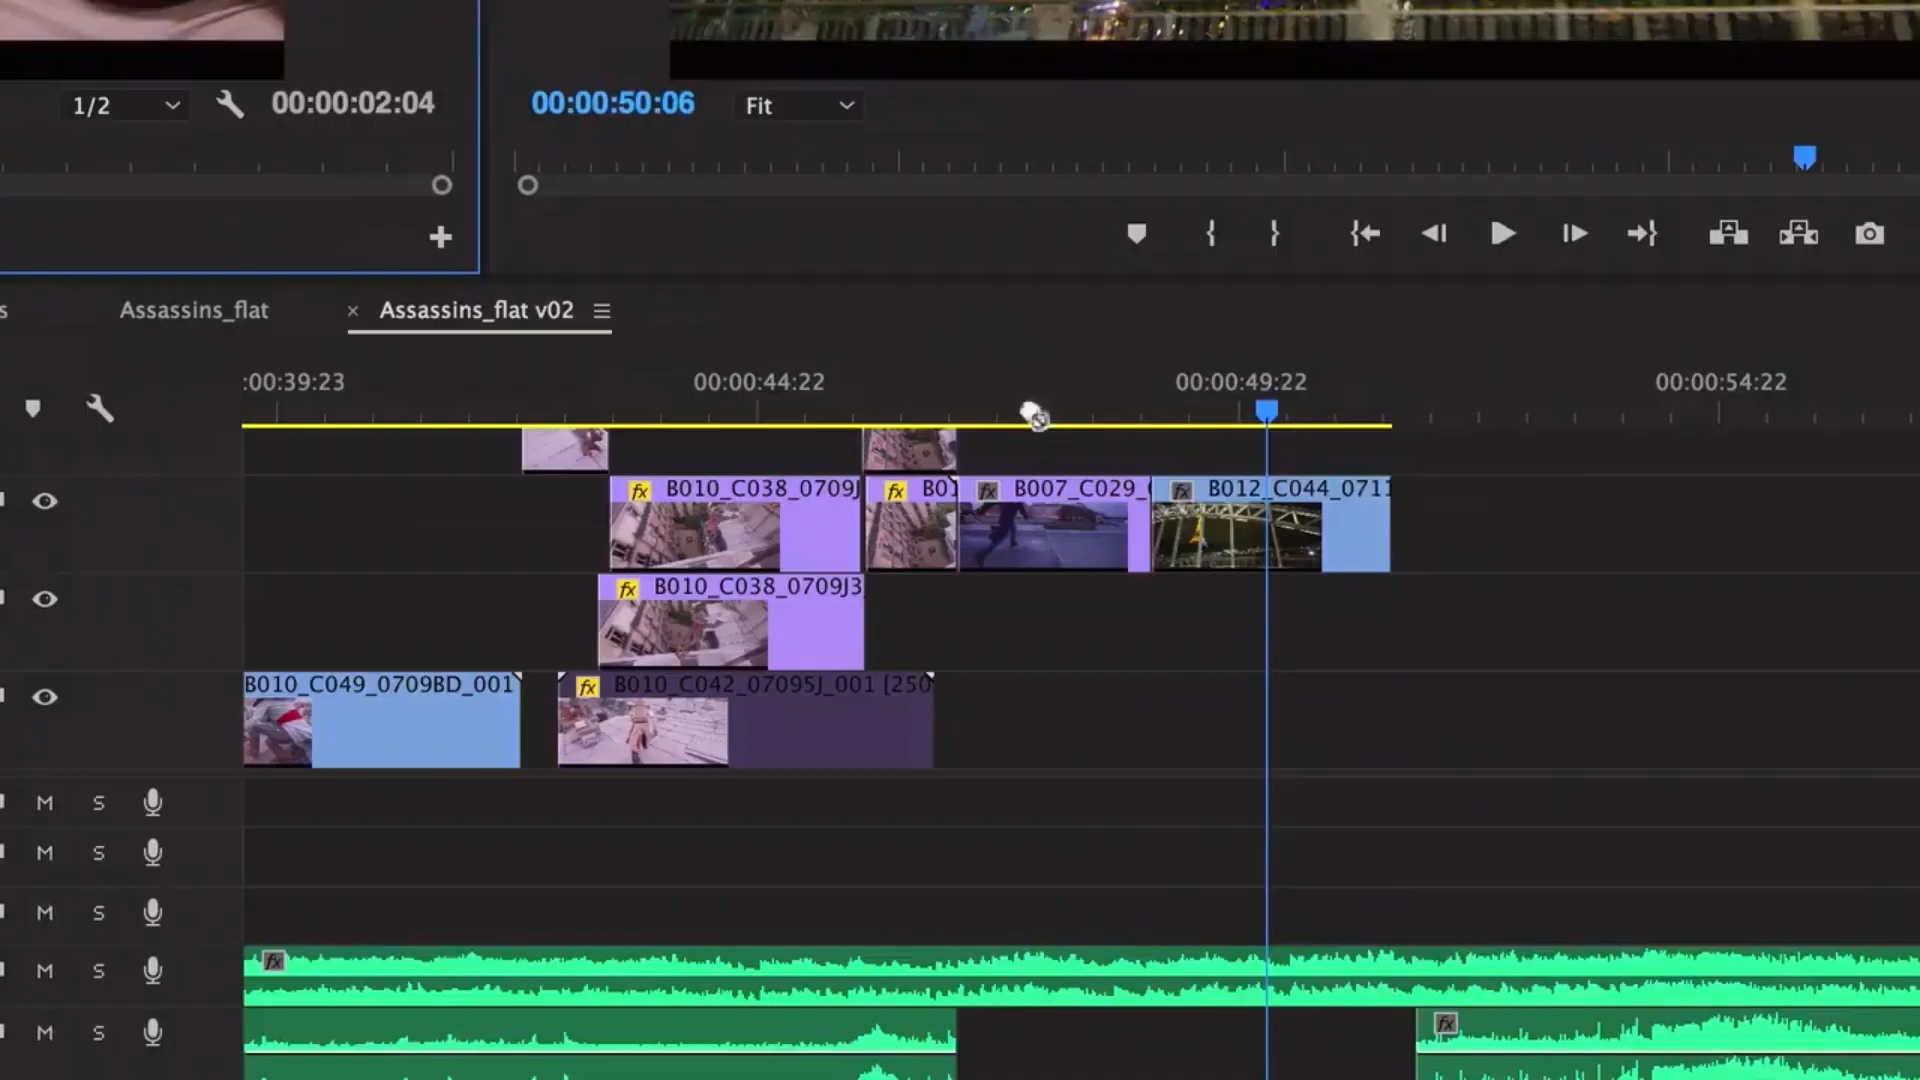 1/2
00:00:02:04
00:00:50:06
Fit
s
Assassins_flat
× Assassins_flat v02
:00:39:23
00:00:44:22
00:00:49:22
00:00:54:22
fx B010_C038_0709J
fx B01
fx B007_C029_
fx B012_C044_0711
fx B010_C038_0709J3
B010_C049_0709BD_001
fx B010_C042_07095J_001 [250
M S
M S
M S
M S
fx
M S
fx